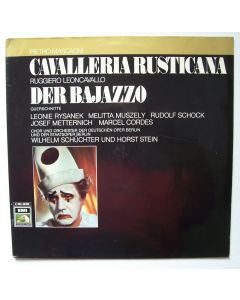 PIETRO MASCAGNI
CAVALLERIA RUSTICANA
RUGGIERO LEONCAVALLO
DER BAJAZZO
QUERSCHNITTE
LEONIE RYSANEK MELITTA MUSZELY RUDOLF SCHOCK
JOSEF METTERNICH MARCEL CORDES
CHOR UND ORCHESTER DER DEUTSCHEN OPER BERLIN
UND DER STAATSOPER BERLIN
WILHELM SCHÜCHTER UND HORST STEIN
EMI